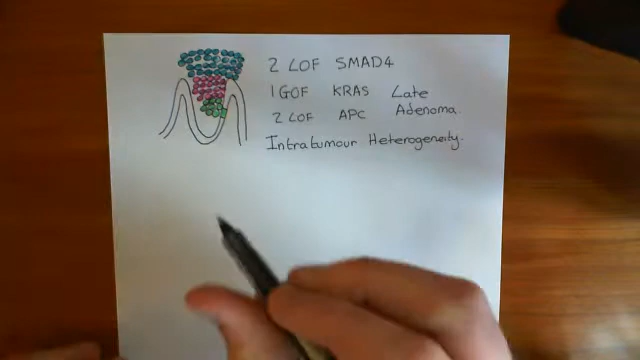 2 LOF SMAD4
1 GOF KRAS Late
2 LOF APC Adenoma.
Intratumour Heterogeneity.